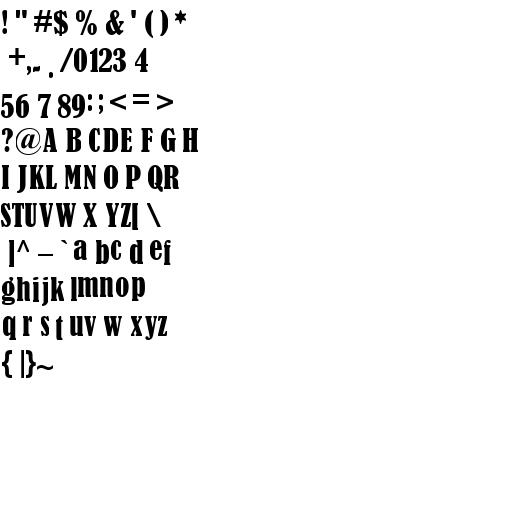 ! " # $ % & ' ( ) *
+ , - . / 0 1 2 3 4
5 6 7 8 9 : ; < = >
? @ A B C D E F G H
I J K L M N O P Q R
S T U V W X Y Z [ \
] ^ _ ` a b c d e f
g h i j k l m n o p
q r s t u v w x y z
{ | } ~